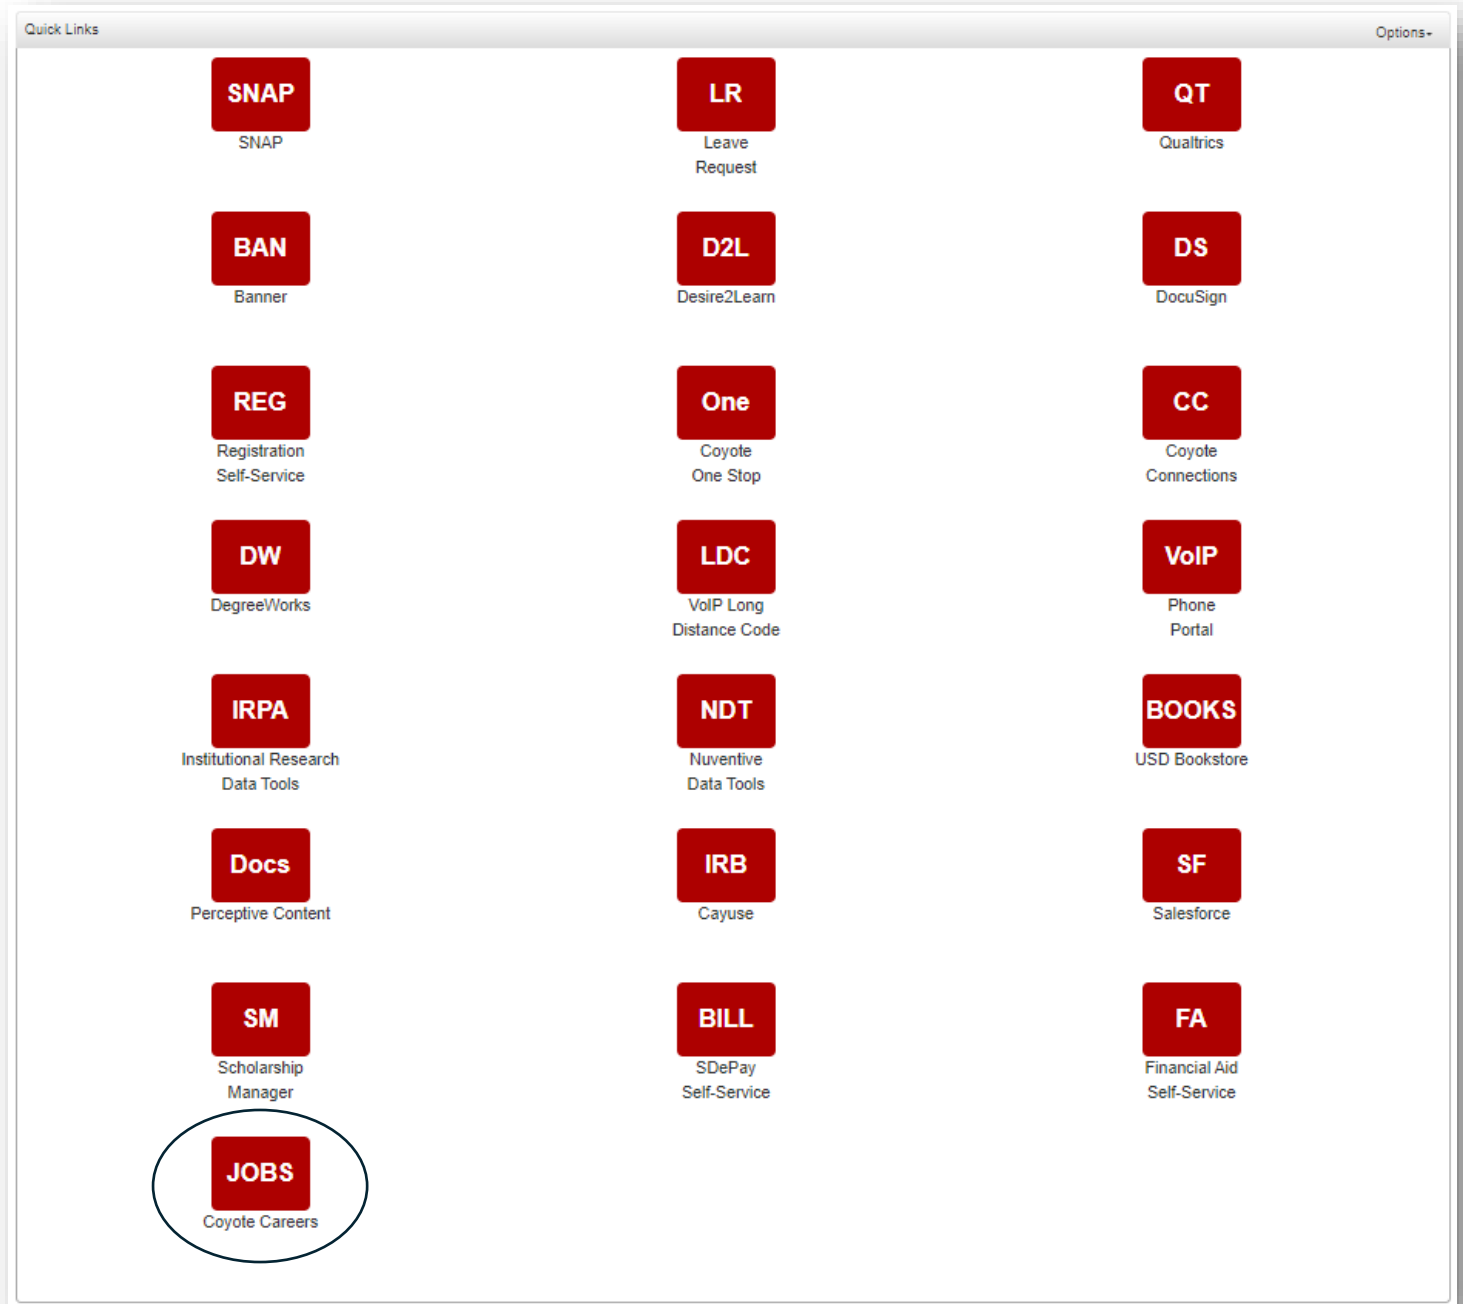 Quick Links
Options
SNAP
SNAP
LR
Leave
Request
QT
Qualtrics
BAN
Banner
D2L
Desire2Learn
DS
DocuSign
REG
Registration
Self-Service
One
Coyote
One Stop
CC
Coyote
Connections
DW
DegreeWorks
LDC
VoIP Long
Distance Code
VoIP
Phone
Portal
IRPA
Institutional Research
Data Tools
NDT
Nuventive
Data Tools
BOOKS
USD Bookstore
Docs
Perceptive Content
IRB
Cayuse
SF
Salesforce
SM
Scholarship
Manager
BILL
SDePay
Self-Service
FA
Financial Aid
Self-Service
JOBS
Coyote Careers